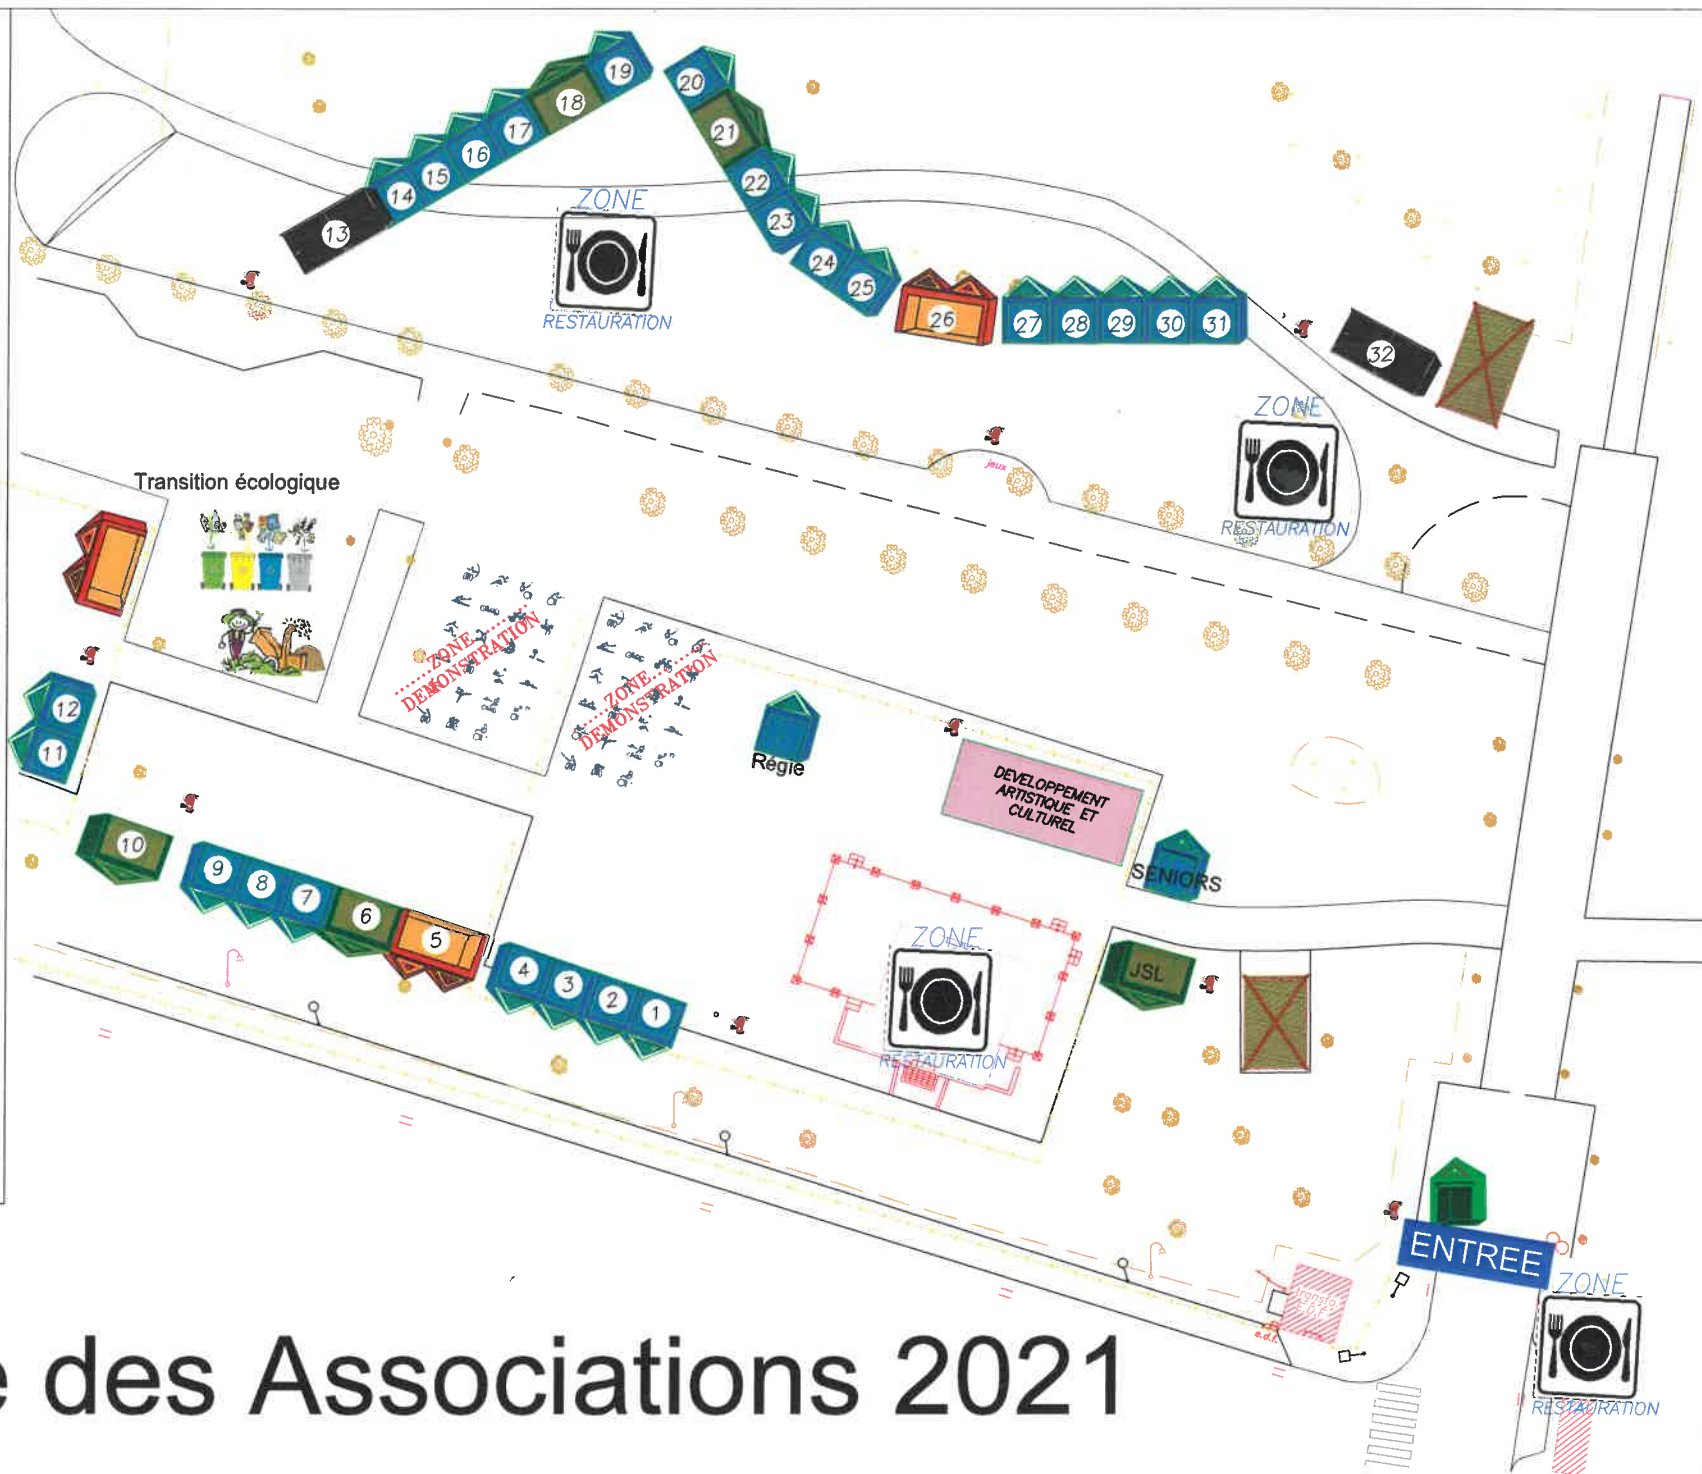 19
20
18
21
17
16
15
14
13
22
23
24
25
26
27
28
29
30
31
32
ZONE
RESTAURATION
ZONE
RESTAURATION
jeux
Transition écologique
ZONE
DEMONSTRATION
ZONE
DEMONSTRATION
12
11
10
9
8
7
6
5
4
3
2
1
Régie
DEVELOPPEMENT
ARTISTIQUE ET
CULTUREL
SENIORS
JSL
ZONE
RESTAURATION
ENTREE
ZONE
RESTAURATION
transfo
E.D.F
e.d.f.
e des Associations 2021